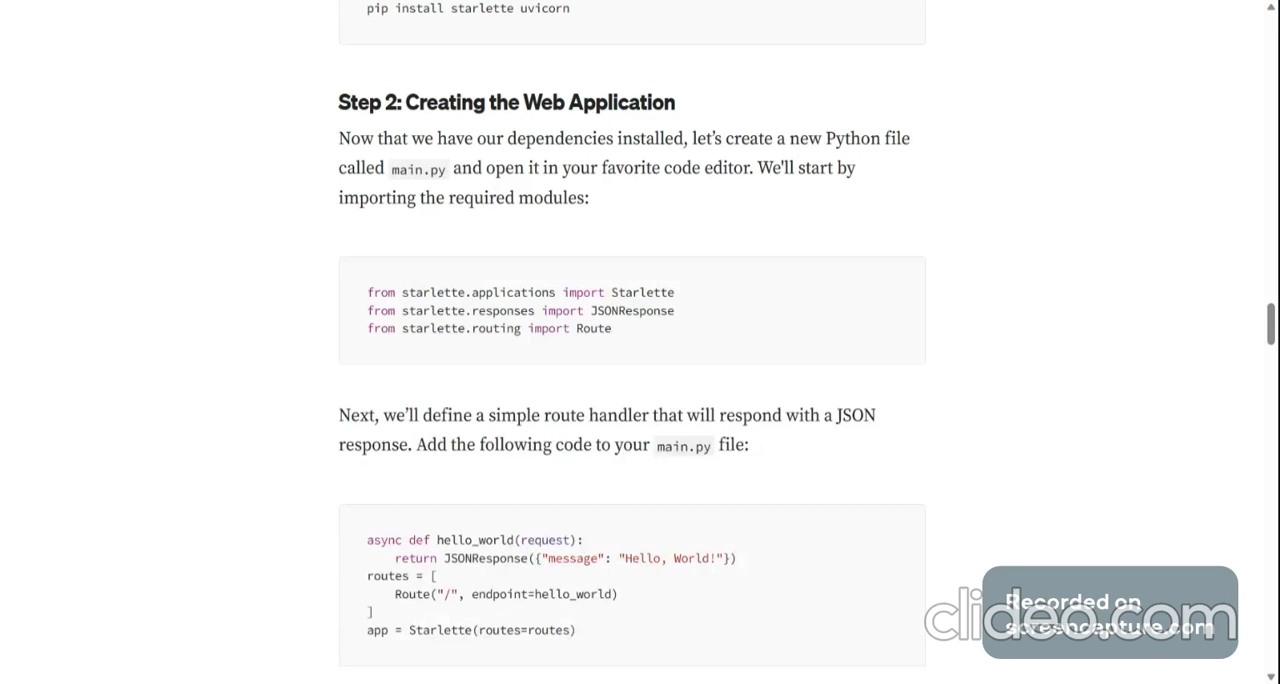 pip install starlette uvicorn
Step 2: Creating the Web Application
Now that we have our dependencies installed, let’s create a new Python file
called main.py and open it in your favorite code editor. We'll start by
importing the required modules:
from starlette.applications import Starlette
from starlette.responses import JSONResponse
from starlette.routing import Route
Next, we’ll define a simple route handler that will respond with a JSON
response. Add the following code to your main.py file:
async def hello_world(request):
    return JSONResponse({"message": "Hello, World!"})
routes = [
    Route("/", endpoint=hello_world)
]
app = Starlette(routes=routes)
Recorded on
screencapture.com
clideo.com